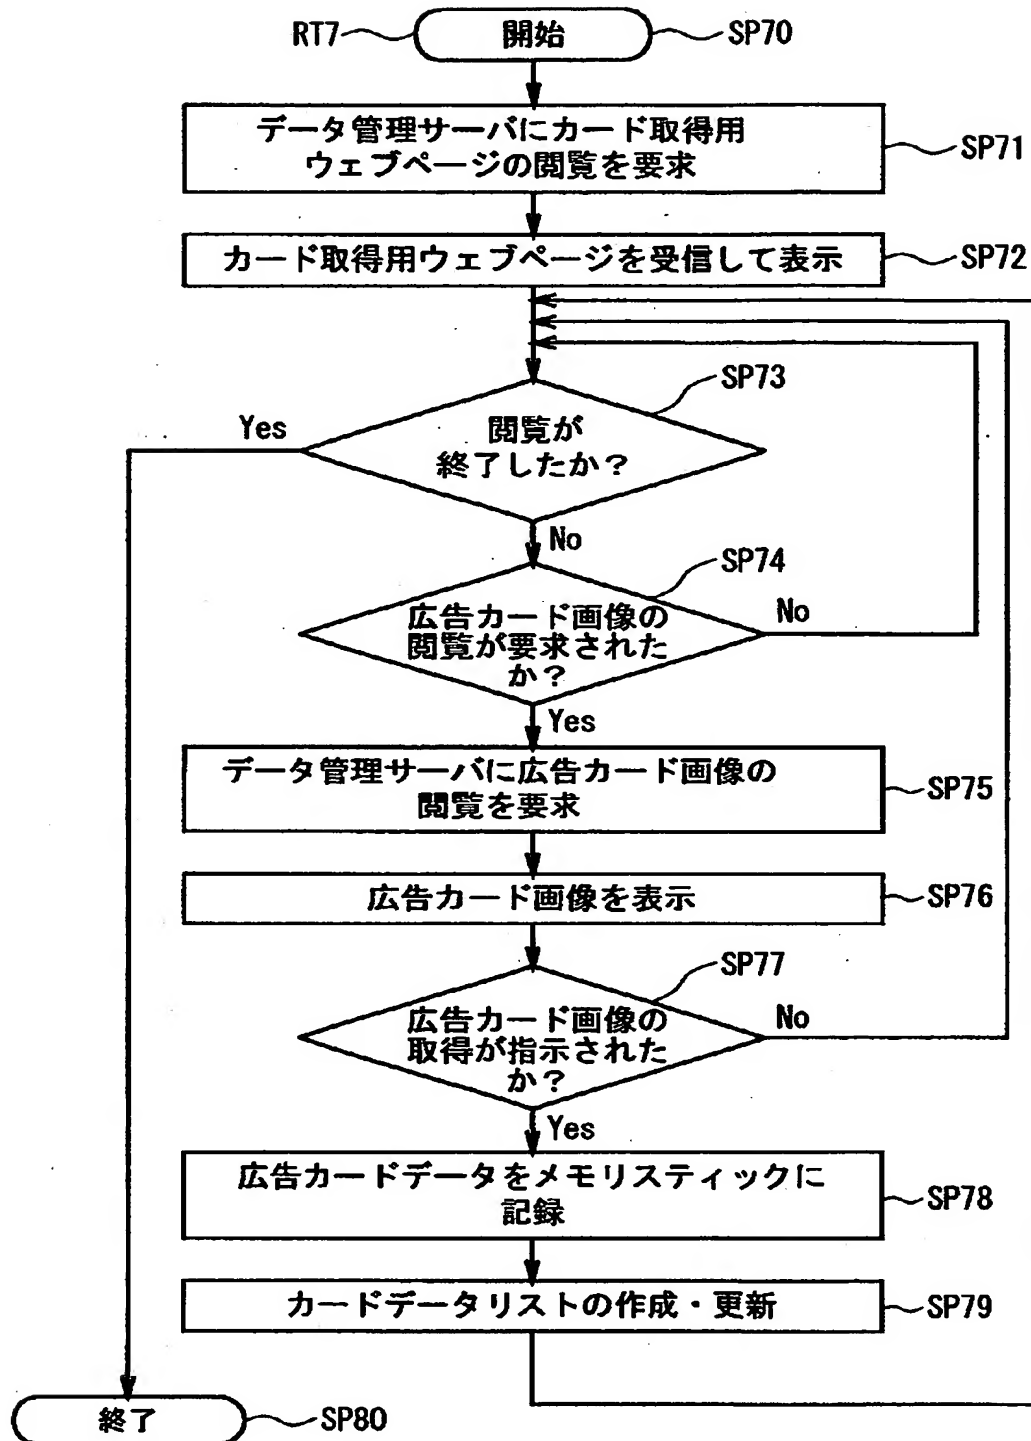 RT7
開始
SP70
データ管理サーバにカード取得用
ウェブページの閲覧を要求
SP71
カード取得用ウェブページを受信して表示
SP72
SP73
Yes
閲覧が
終了したか？
No
SP74
広告カード画像の
閲覧が要求された
か？
No
Yes
データ管理サーバに広告カード画像の
閲覧を要求
SP75
広告カード画像を表示
SP76
SP77
広告カード画像の
取得が指示された
か？
No
Yes
広告カードデータをメモリスティックに
記録
SP78
カードデータリストの作成・更新
SP79
終了
SP80